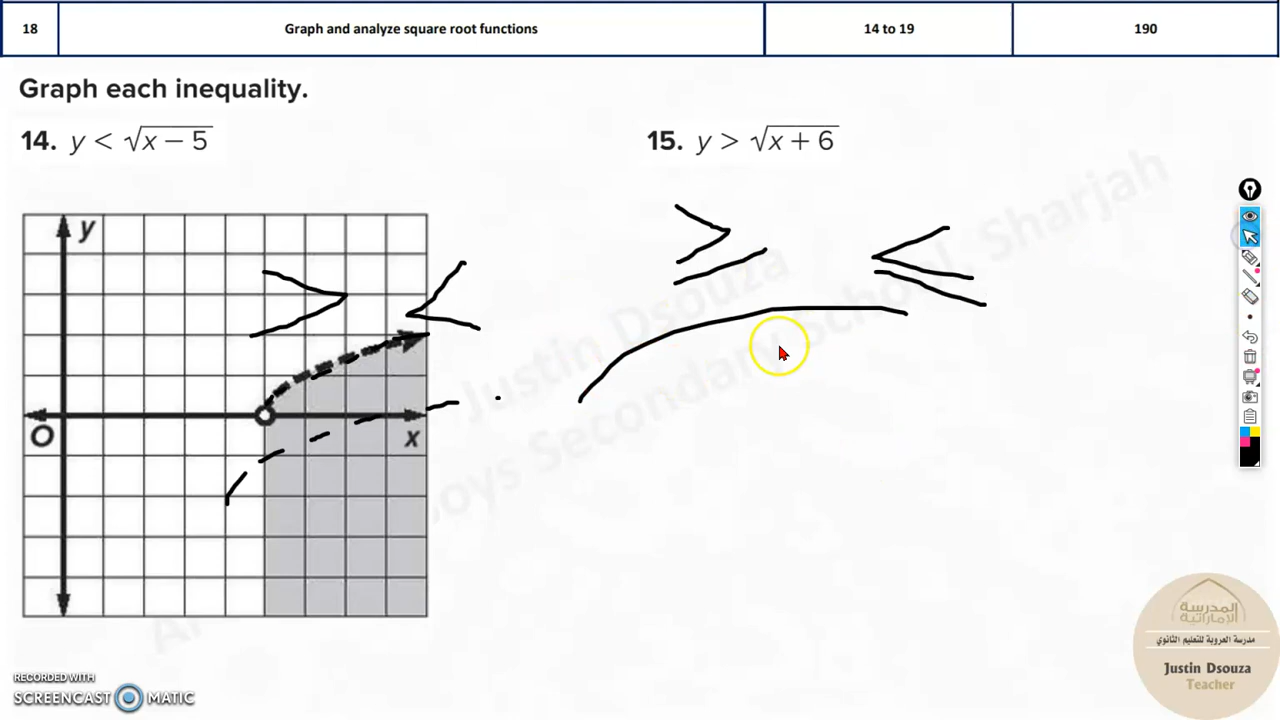 18 Graph and analyze square root functions 14 to 19 190
Graph each inequality.
14. y < √(x − 5)
15. y > √(x + 6)
y
O
x
> <
≥ ≤
Justin Dsouza
Boys Secondary School, Sharjah
المدرسة
الإماراتية
مدرسة العروبة للتعليم الثانوي
Justin Dsouza
Teacher
RECORDED WITH
SCREENCAST MATIC